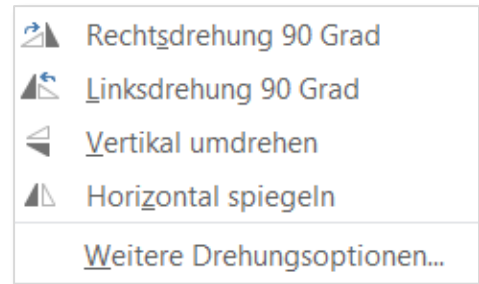 Rechtsdrehung 90 Grad
Linksdrehung 90 Grad
Vertikal umdrehen
Horizontal spiegeln
Weitere Drehungsoptionen...